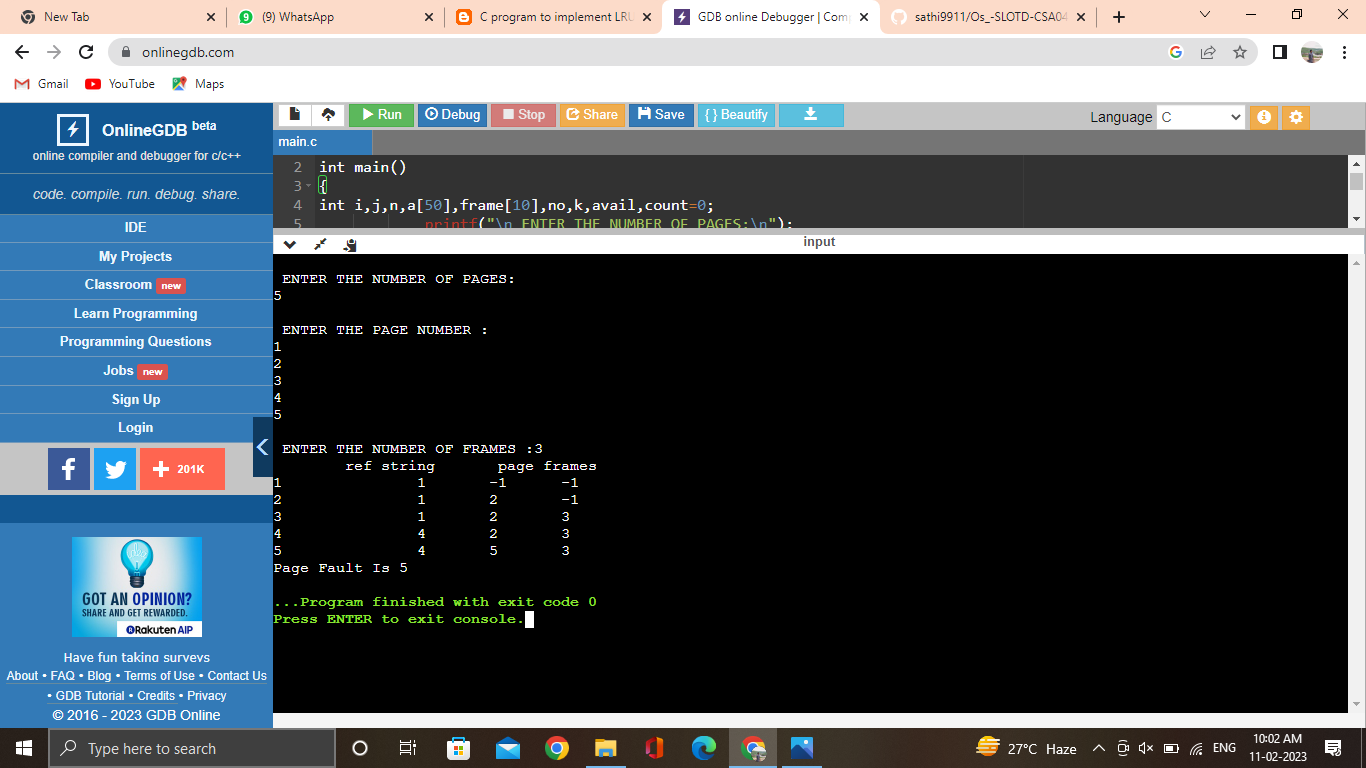 New Tab
(9) WhatsApp
C program to implement LRU
GDB online Debugger | Com
sathi9911/Os_-SLOTD-CSA04
onlinegdb.com
Gmail
YouTube
Maps
OnlineGDB beta
online compiler and debugger for c/c++
code. compile. run. debug. share.
IDE
My Projects
Classroom new
Learn Programming
Programming Questions
Jobs new
Sign Up
Login
201K
GOT AN OPINION?
SHARE AND GET REWARDED.
Rakuten AIP
Have fun taking surveys
About • FAQ • Blog • Terms of Use • Contact Us
• GDB Tutorial • Credits • Privacy
© 2016 - 2023 GDB Online
Run Debug Stop Share Save { } Beautify
Language C
main.c
2 int main()
3 {
4 int i,j,n,a[50],frame[10],no,k,avail,count=0;
5 printf("\n ENTER THE NUMBER OF PAGES:\n");
input
ENTER THE NUMBER OF PAGES:
5
ENTER THE PAGE NUMBER :
1
2
3
4
5
ENTER THE NUMBER OF FRAMES :3
ref string page frames
1 1 -1 -1
2 1 2 -1
3 1 2 3
4 4 2 3
5 4 5 3
Page Fault Is 5
...Program finished with exit code 0
Press ENTER to exit console.
Type here to search
27°C Haze
ENG
10:02 AM
11-02-2023